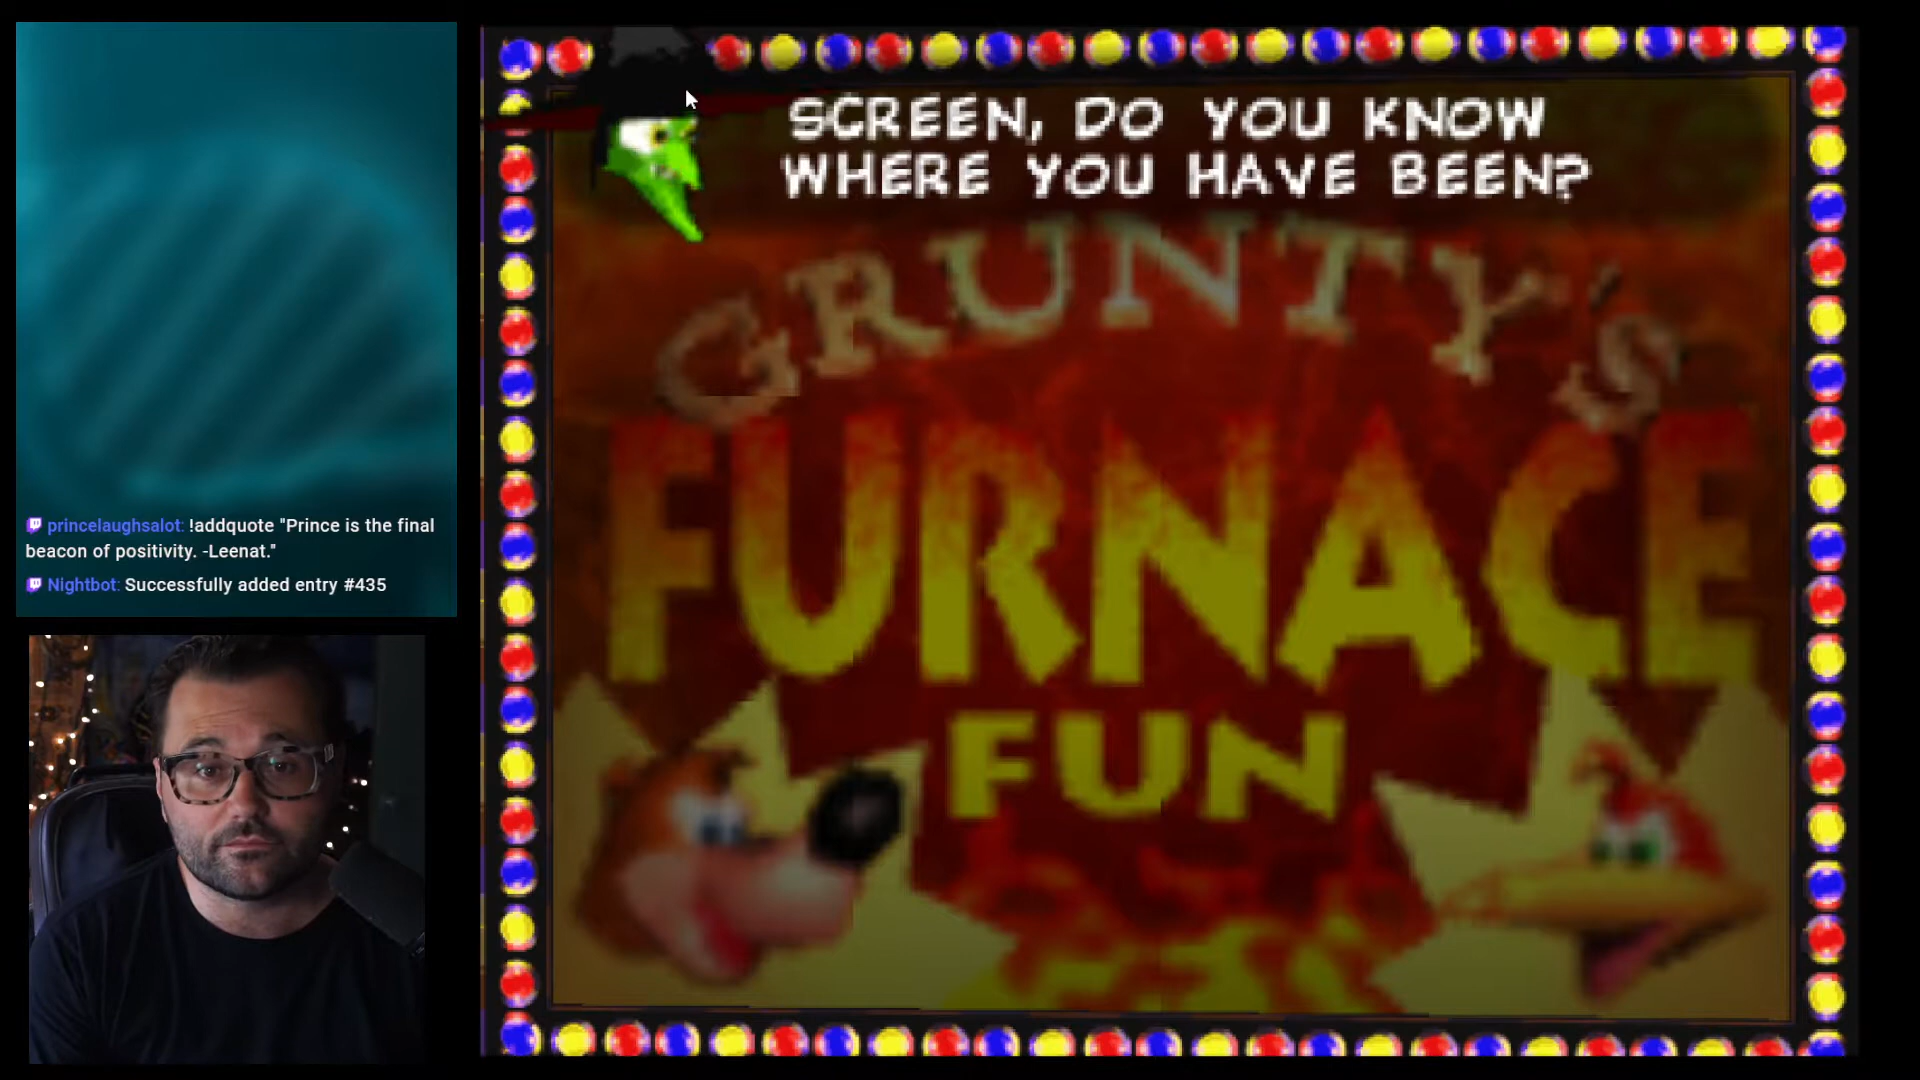 princelaughsalot: !addquote "Prince is the final
beacon of positivity. -Leenat."
Nightbot: Successfully added entry #435
SCREEN, DO YOU KNOW
WHERE YOU HAVE BEEN?
GRUNTY'S
FURNACE
FUN